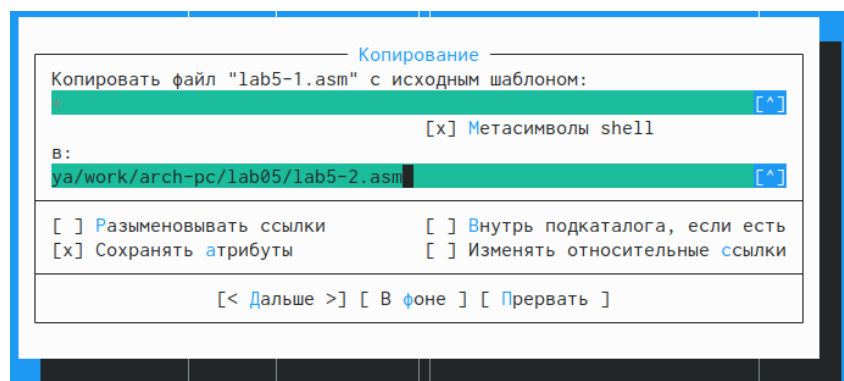 Копирование
Копировать файл "lab5-1.asm" с исходным шаблоном:
*
[^]
[x] Метасимволы shell
в:
ya/work/arch-pc/lab05/lab5-2.asm [^]
[ ] Разыменовывать ссылки [ ] Внутрь подкаталога, если есть
[x] Сохранять атрибуты [ ] Изменять относительные ссылки
[< Дальше >] [ В фоне ] [ Прервать ]